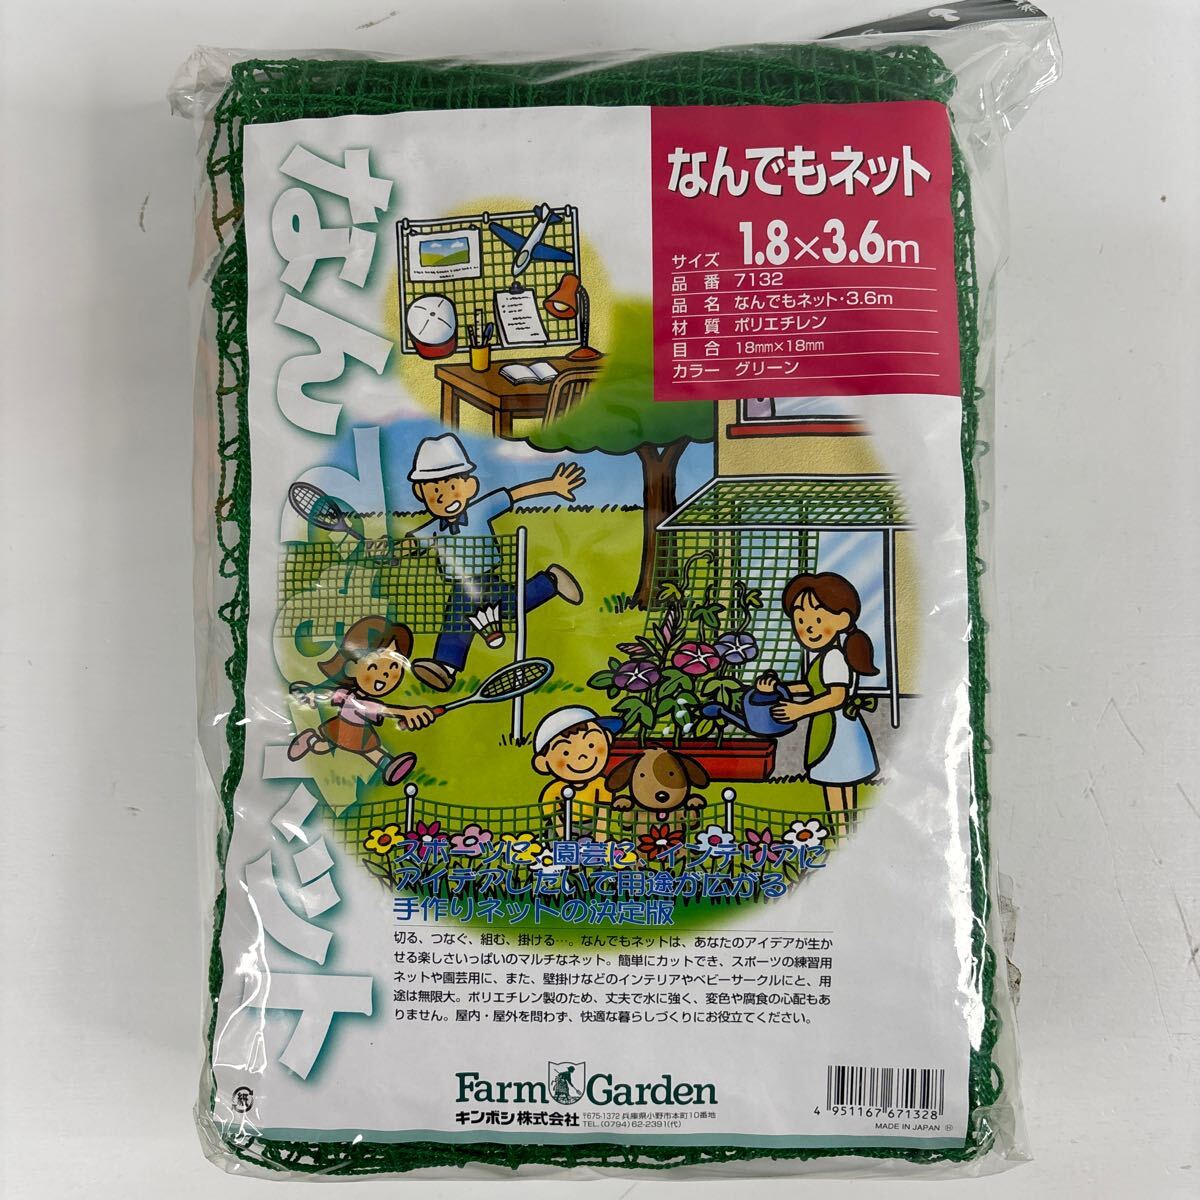 なんでもネット
なんでもネット
サイズ 1.8×3.6m
品番 7132
品名 なんでもネット・3.6m
材質 ポリエチレン
目合 18mm×18mm
カラー グリーン
スポーツに、園芸に、インテリアに
アイデアしだいで用途が広がる
手作りネットの決定版
切る、つなぐ、組む、掛ける…。なんでもネットは、あなたのアイデアが生か
せる楽しさいっぱいのマルチなネット。簡単にカットでき、スポーツの練習用
ネットや園芸用に、また、壁掛けなどのインテリアやベビーサークルにと、用
途は無限大。ポリエチレン製のため、丈夫で水に強く、変色や腐食の心配もあ
りません。屋内・屋外を問わず、快適な暮らしづくりにお役立てください。
Farm Garden
キンボシ株式会社 〒675-1372 兵庫県小野市本町10番地
TEL.(0794)62-2391(代)
紙
4 951167 671328
MADE IN JAPAN Ⓗ